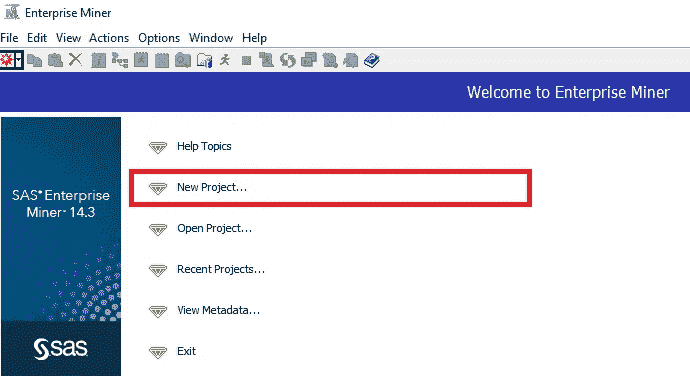 Enterprise Miner
File Edit View Actions Options Window Help
Welcome to Enterprise Miner
Help Topics
New Project...
Open Project...
Recent Projects...
View Metadata...
Exit
SAS® Enterprise
Miner™ 14.3
sas